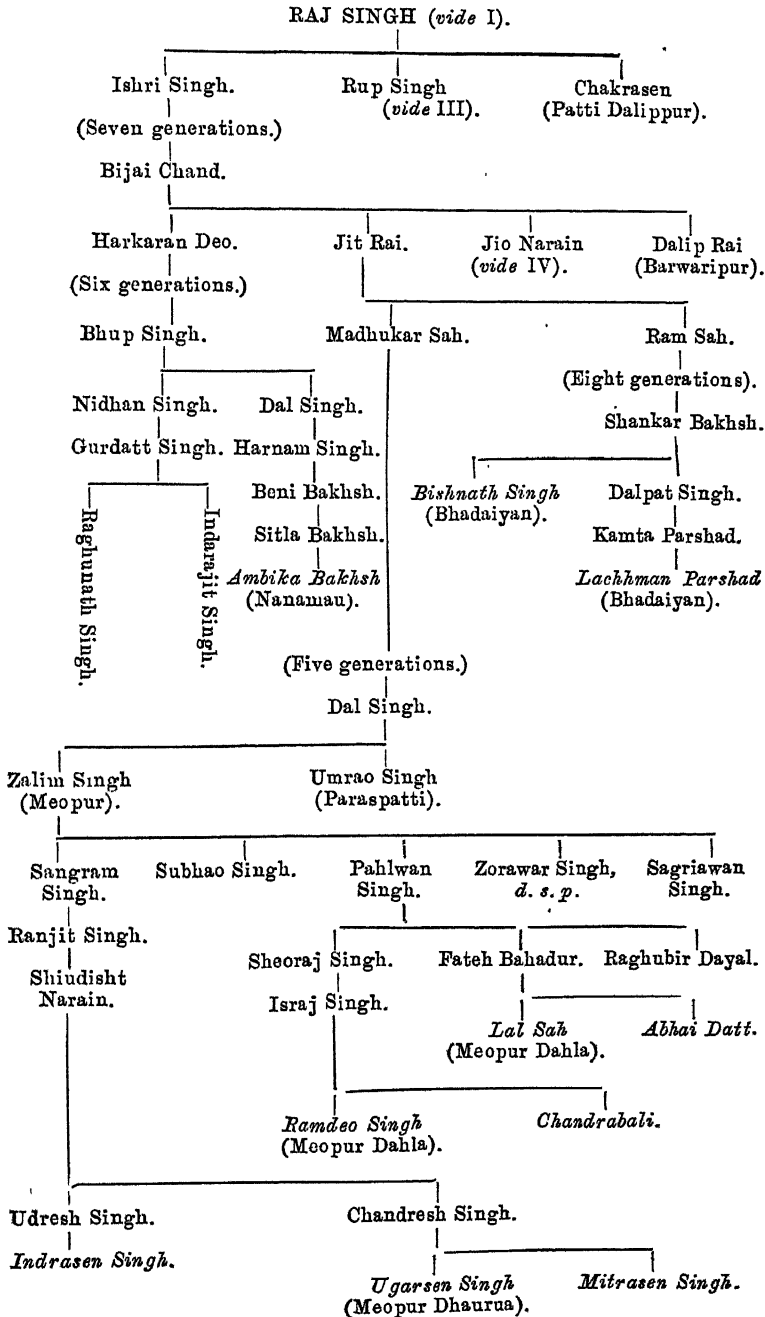 RAJ SINGH (vide I).
Ishri Singh. Rup Singh Chakrasen
(vide III). (Patti Dalippur).
(Seven generations.)
Bijai Chand.
Harkaran Deo. Jit Rai. Jio Narain Dalip Rai
(vide IV). (Barwaripur).
(Six generations.)
Bhup Singh. Madhukar Sah. Ram Sah.
(Eight generations).
Nidhan Singh. Dal Singh.
Shankar Bakhsh.
Gurdatt Singh. Harnam Singh.
Raghunath Singh.
Indarajit Singh.
Beni Bakhsh. Bishnath Singh Dalpat Singh.
(Bhadaiyan).
Sitla Bakhsh. Kamta Parshad.
Ambika Bakhsh Lachhman Parshad
(Nanamau). (Bhadaiyan).
(Five generations.)
Dal Singh.
Zalim Singh Umrao Singh
(Meopur). (Paraspatti).
Sangram Subhao Singh. Pahlwan Zorawar Singh, Sagriawan
Singh. Singh. d. s. p. Singh.
Ranjit Singh.
Sheoraj Singh. Fateh Bahadur. Raghubir Dayal.
Shiudisht
Narain. Israj Singh.
Lal Sah Abhai Datt.
(Meopur Dahla).
Ramdeo Singh Chandrabali.
(Meopur Dahla).
Udresh Singh. Chandresh Singh.
Indrasen Singh.
Ugarsen Singh Mitrasen Singh.
(Meopur Dhaurua).